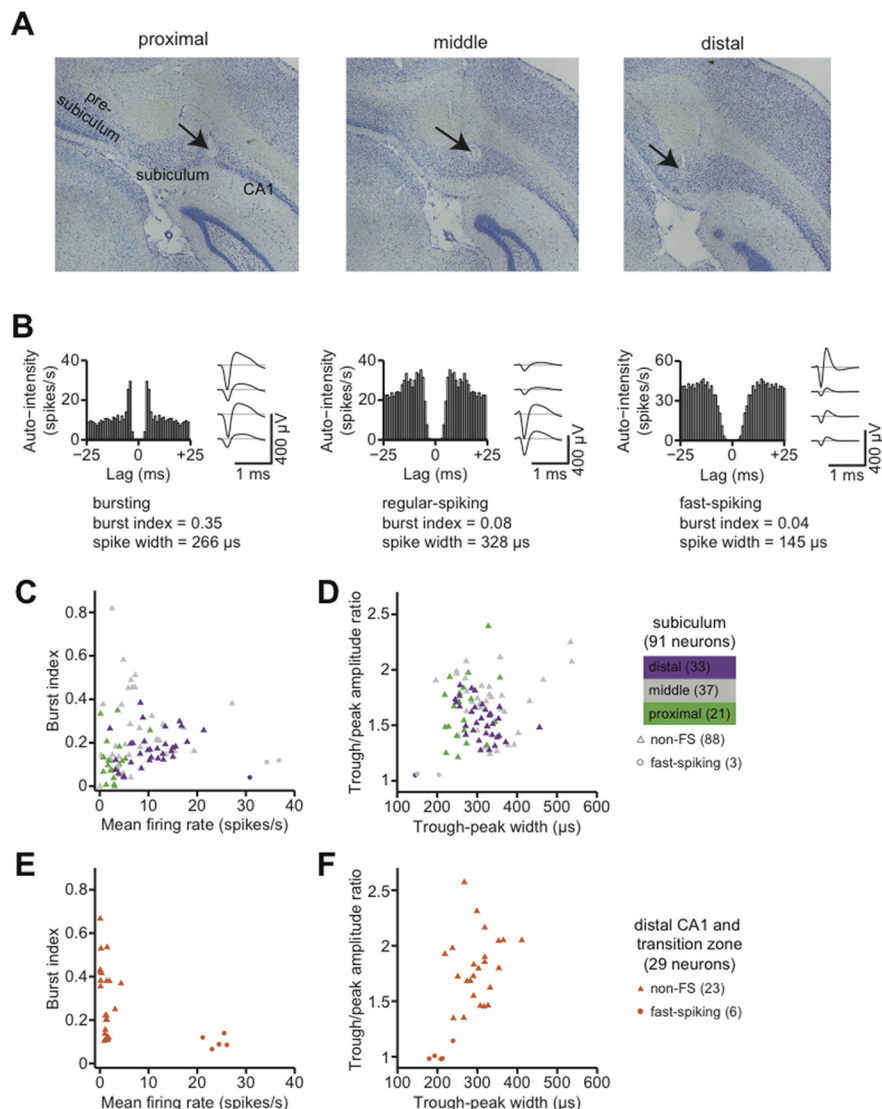 A
proximal
middle
distal
pre-
subiculum
subiculum
CA1
B
Auto−intensity
(spikes/s)
40
20
0
−25
0
+25
Lag (ms)
1 ms
400 µV
bursting
burst index = 0.35
spike width = 266 µs
Auto−intensity
(spikes/s)
40
20
0
−25
0
+25
Lag (ms)
1 ms
400 µV
regular-spiking
burst index = 0.08
spike width = 328 µs
Auto−intensity
(spikes/s)
60
30
0
−25
0
+25
Lag (ms)
1 ms
400 µV
fast-spiking
burst index = 0.04
spike width = 145 µs
C
Burst index
0.8
0.6
0.4
0.2
0
0
10
20
30
40
Mean firing rate (spikes/s)
D
Trough/peak amplitude ratio
2.5
2
1.5
1
100
200
300
400
500
600
Trough-peak width (µs)
subiculum
(91 neurons)
distal (33)
middle (37)
proximal (21)
non-FS (88)
fast-spiking (3)
E
Burst index
0.8
0.6
0.4
0.2
0
0
10
20
30
40
Mean firing rate (spikes/s)
F
Trough/peak amplitude ratio
2.5
2
1.5
1
100
200
300
400
500
600
Trough-peak width (µs)
distal CA1 and
transition zone
(29 neurons)
non-FS (23)
fast-spiking (6)